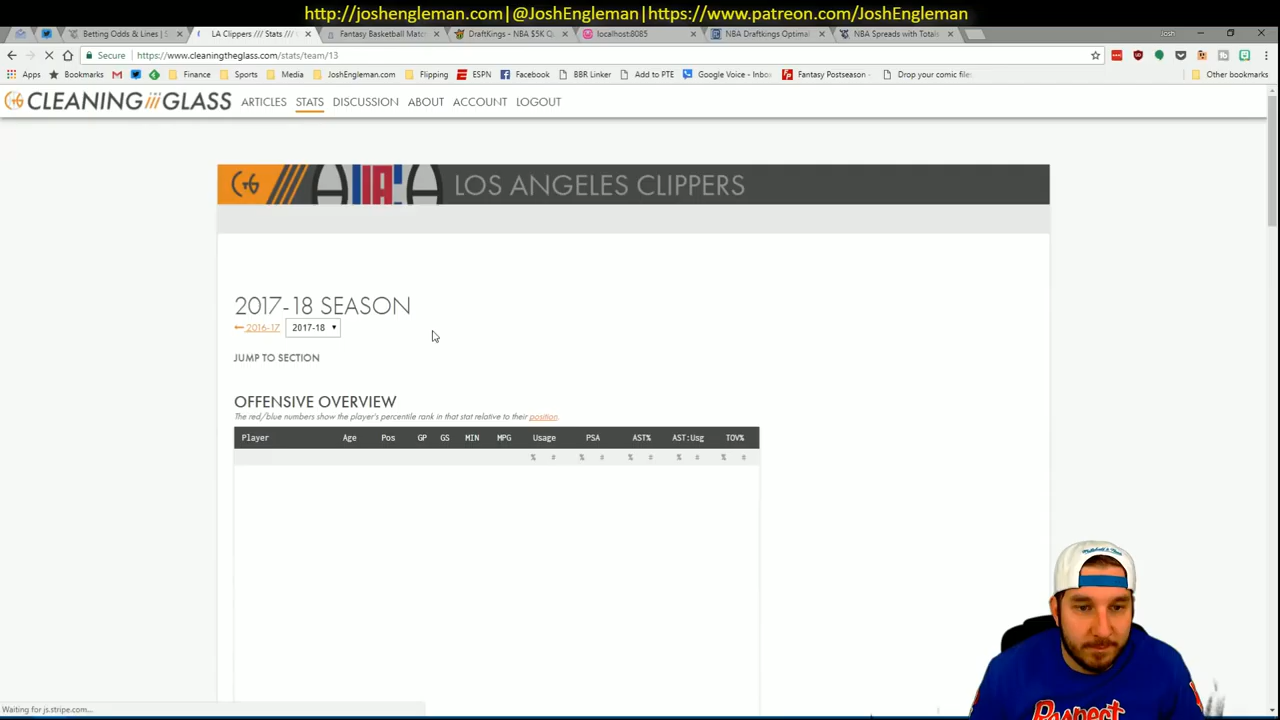 http://joshengleman.com|@JoshEngleman|https://www.patreon.com/JoshEngleman
Betting Odds & Lines | S
LA Clippers /// Stats ///
Fantasy Basketball Matc
DraftKings - NBA $5K Q
localhost:8085
NBA Draftkings Optimal
NBA Spreads with Totals
Josh
Secure
https://www.cleaningtheglass.com/stats/team/13
Apps
Bookmarks
Finance
Sports
Media
JoshEngleman.com
Flipping
ESPN
Facebook
BBR Linker
Add to PTE
Google Voice - Inbo
Fantasy Postseason -
Drop your comic files
Other bookmarks
CLEANING THE GLASS
ARTICLES
STATS
DISCUSSION
ABOUT
ACCOUNT
LOGOUT
LOS ANGELES CLIPPERS
2017-18 SEASON
← 2016-17
2017-18
JUMP TO SECTION
OFFENSIVE OVERVIEW
The red/blue numbers show the player's percentile rank in that stat relative to their position.
Player Age Pos GP GS MIN MPG Usage PSA AST% AST:Usg TOV%
% # % # % # % # % #
Waiting for js.stripe.com...
Respect